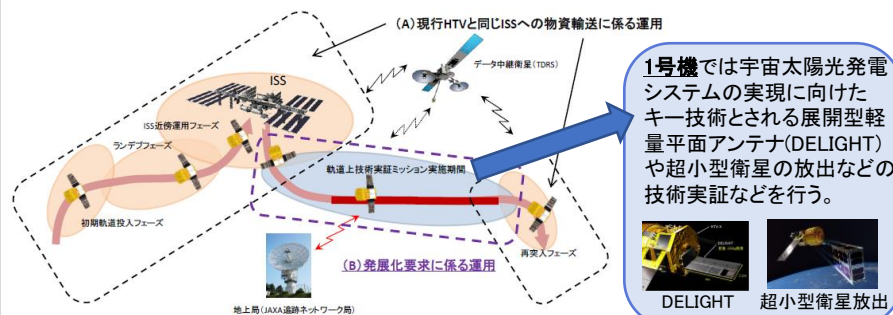 (A)現行HTVと同じISSへの物資輸送に係る運用
ISS
データ中継衛星(TDRS)
ISS近傍運用フェーズ
ランデブフェーズ
初期軌道投入フェーズ
軌道上技術実証ミッション実施期間
(B)発展化要求に係る運用
再突入フェーズ
地上局(JAXA追跡ネットワーク局)
1号機では宇宙太陽光発電
システムの実現に向けた
キー技術とされる展開型軽
量平面アンテナ(DELIGHT)
や超小型衛星の放出などの
技術実証などを行う。
HTV-X
DELIGHT
DELIGHT
超小型衛星放出